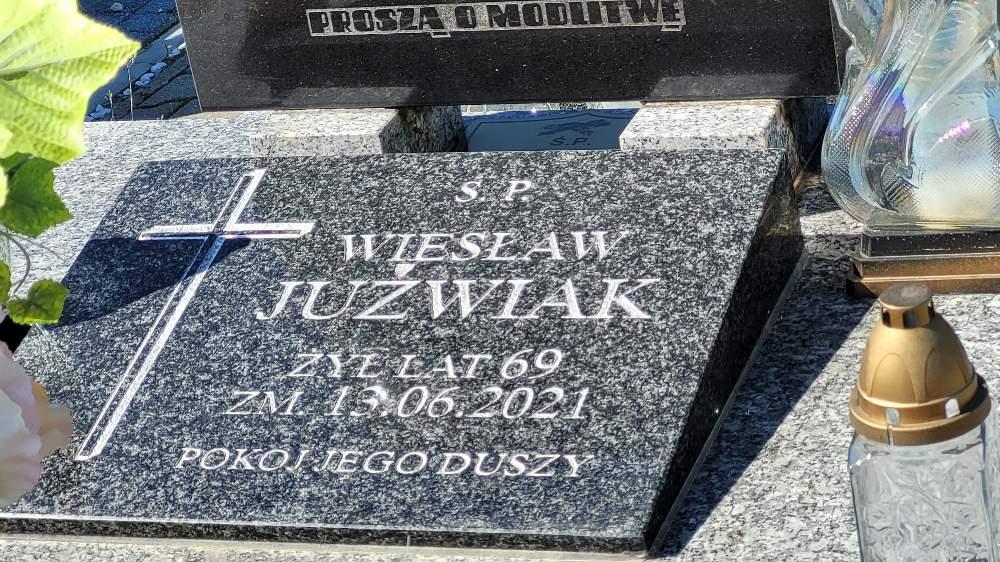 PROSZĄ O MODLITWĘ
Ś.P.
Ś. P.
WIESŁAW
JUŹWIAK
ŻYŁ LAT 69
ZM. 13.06.2021
POKÓJ JEGO DUSZY